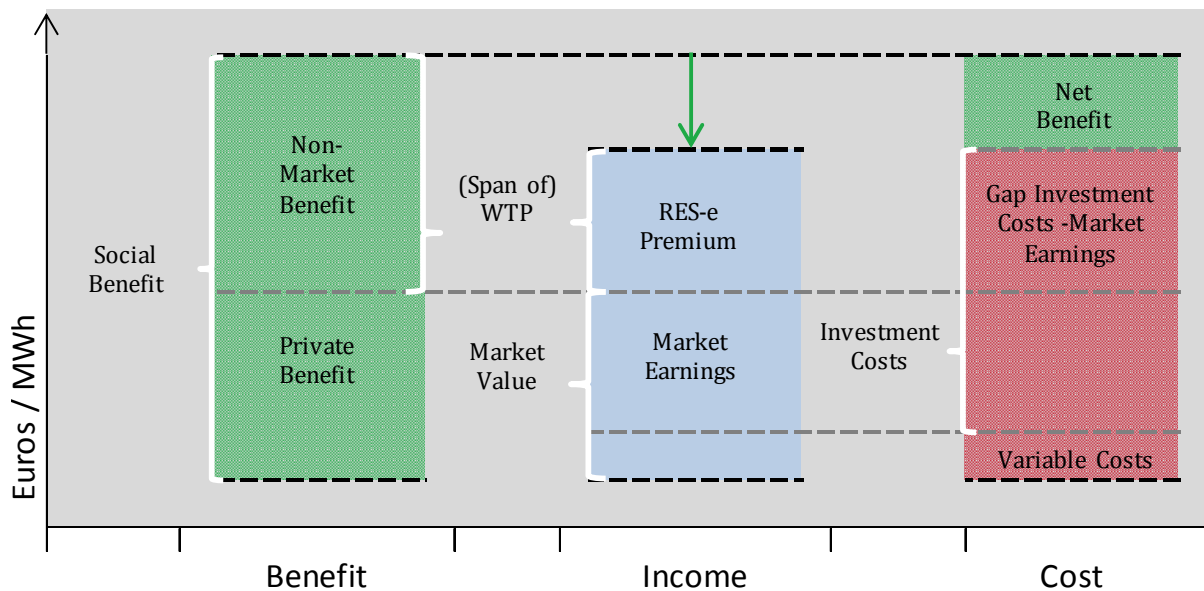 Euros / MWh
Social
Benefit
Non-
Market
Benefit
Private
Benefit
(Span of)
WTP
Market
Value
RES-e
Premium
Market
Earnings
Investment
Costs
Net
Benefit
Gap Investment
Costs -Market
Earnings
Variable Costs
Benefit
Income
Cost